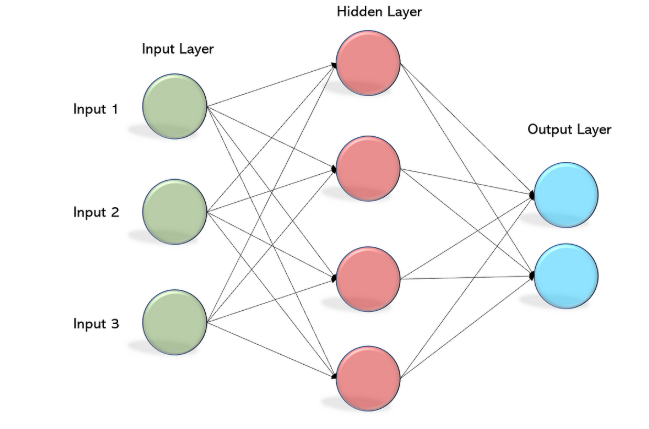 Hidden Layer
Input Layer
Input 1
Output Layer
Input 2
Input 3